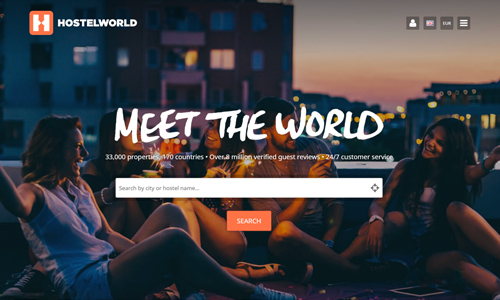 HOSTELWORLD
EUR
MEET THE WORLD
33,000 properties, 170 countries • Over 8 million verified guest reviews • 24/7 customer service
Search by city or hostel name...
SEARCH